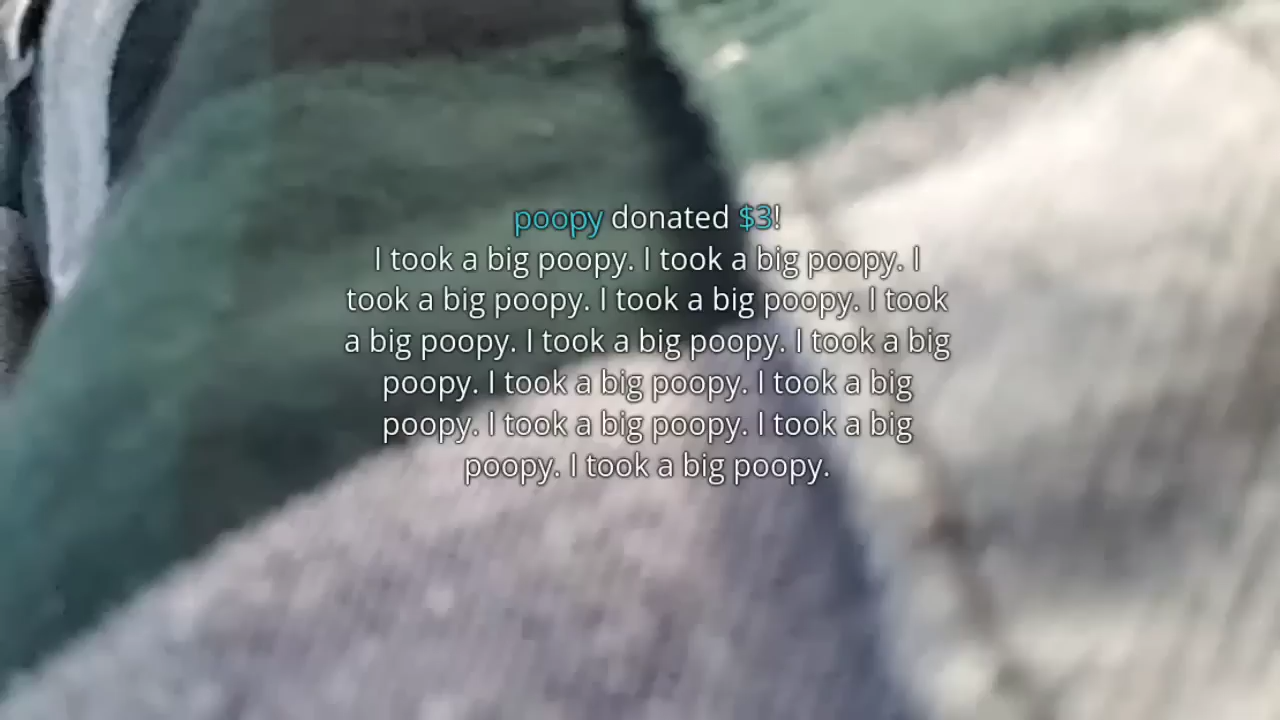 poopy donated $3!
I took a big poopy. I took a big poopy. I
took a big poopy. I took a big poopy. I took
a big poopy. I took a big poopy. I took a big
poopy. I took a big poopy. I took a big
poopy. I took a big poopy. I took a big
poopy. I took a big poopy.